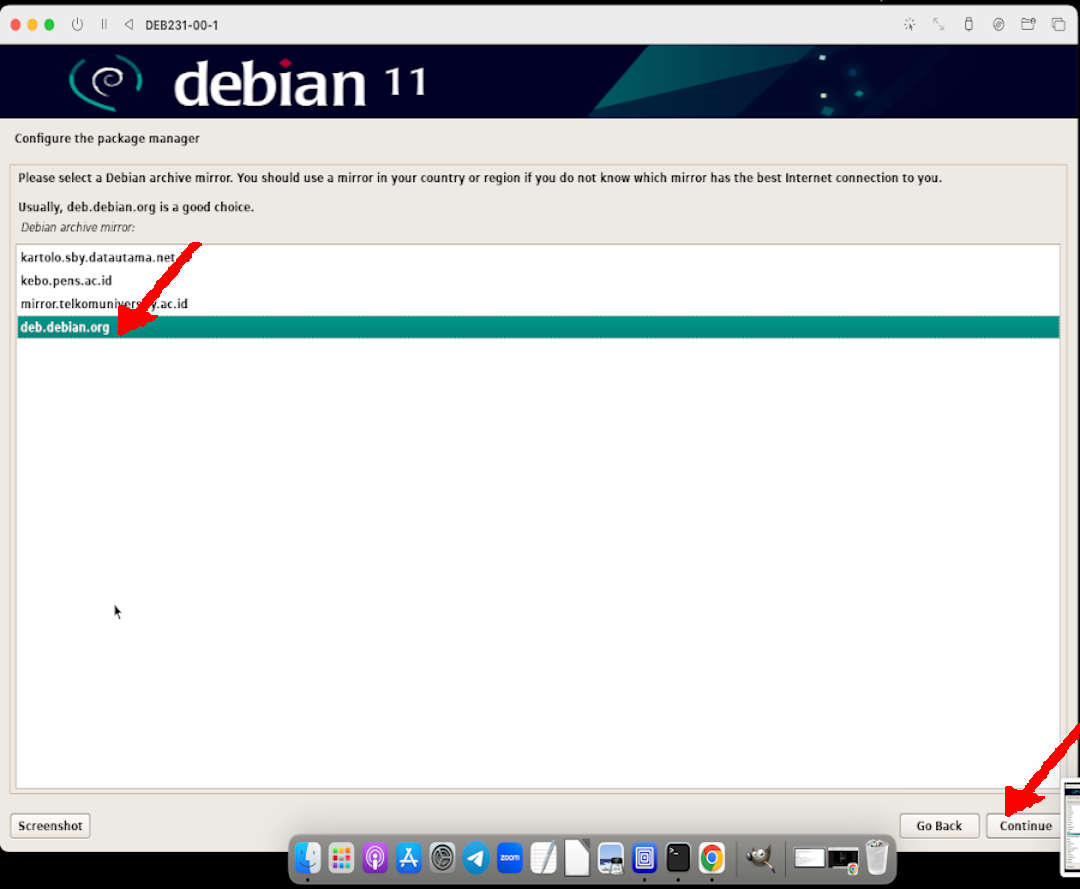 DEB231-00-1
debian 11
Configure the package manager
Please select a Debian archive mirror. You should use a mirror in your country or region if you do not know which mirror has the best Internet connection to you.
Usually, deb.debian.org is a good choice.
Debian archive mirror:
kartolo.sby.datautama.net
kebo.pens.ac.id
mirror.telkomuniversity.ac.id
deb.debian.org
Screenshot
Go Back
Continue
zoom